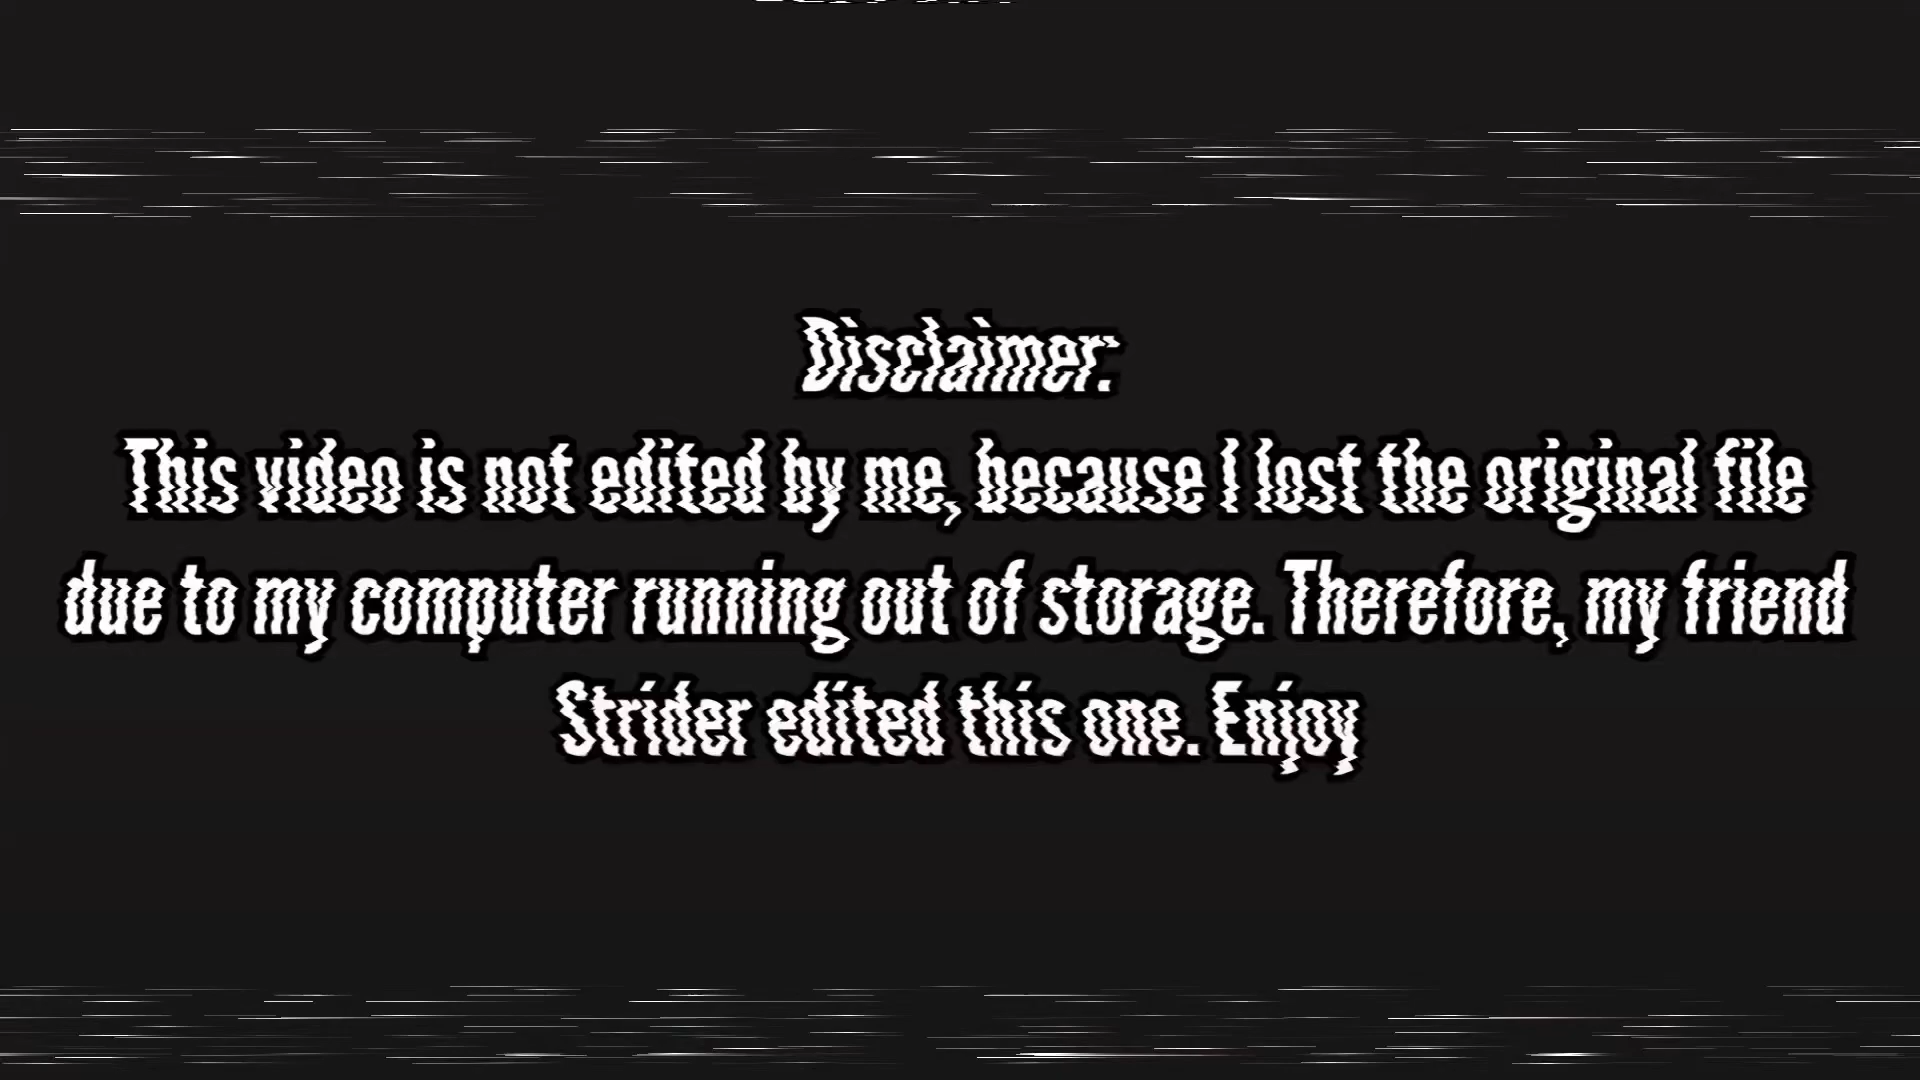 Disclaimer:
This video is not edited by me, because I lost the original file
due to my computer running out of storage. Therefore, my friend
Strider edited this one. Enjoy